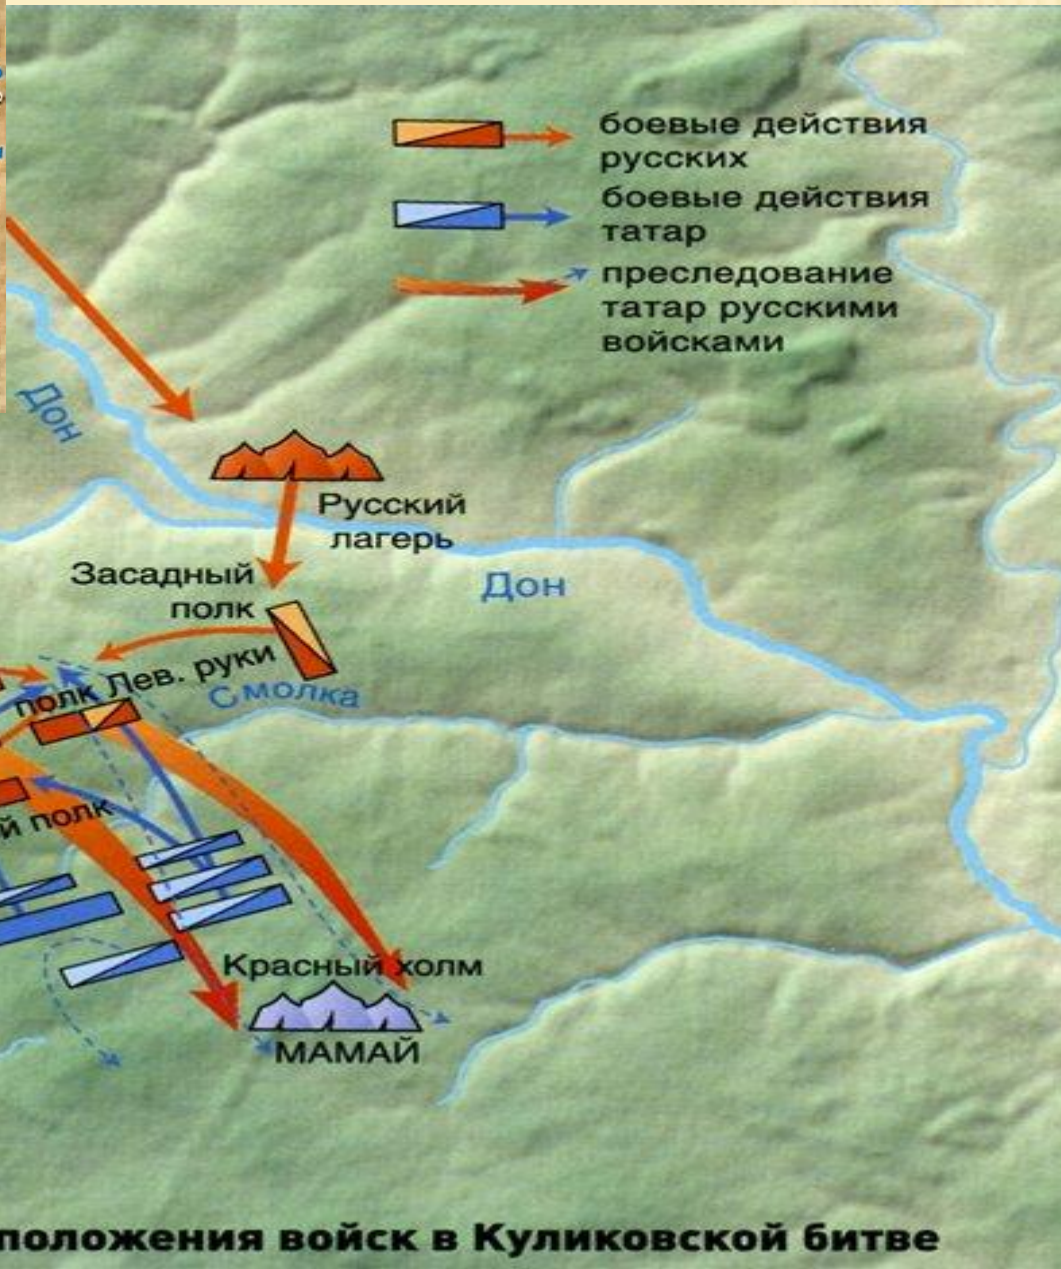 боевые действия
русских
боевые действия
татар
преследование
татар русскими
войсками
Дон
Русский
лагерь
Засадный
полк
Дон
полк Лев. руки
Смолка
й полк
Красный холм
МАМАЙ
положения войск в Куликовской битве